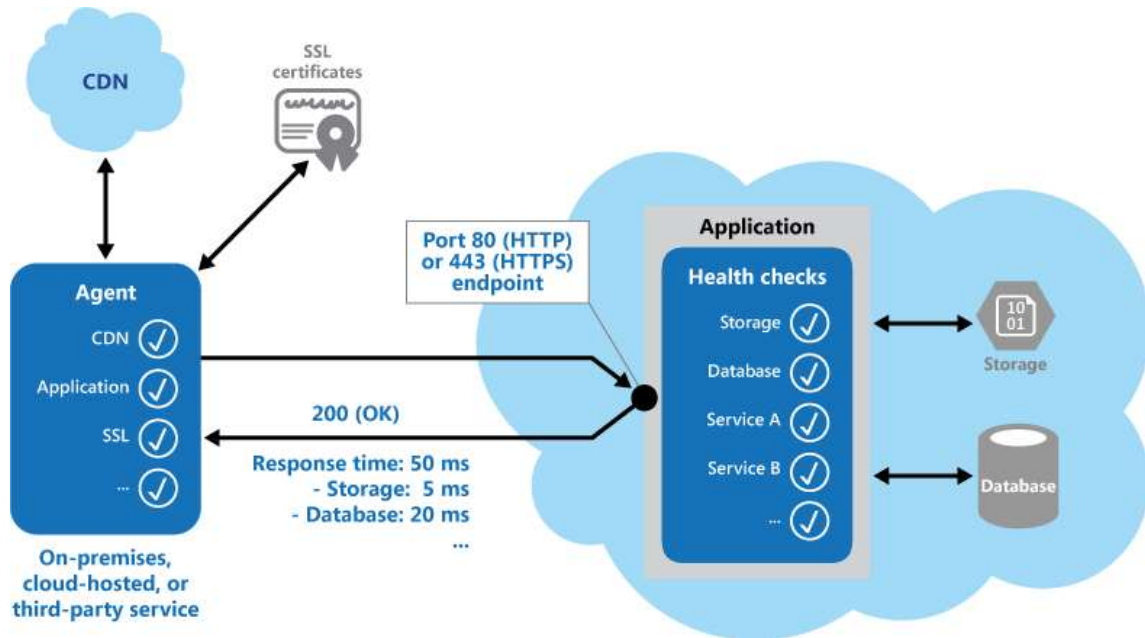 CDN
SSL
certificates
Agent
CDN
Application
SSL
...
On-premises,
cloud-hosted, or
third-party service
200 (OK)
Response time: 50 ms
- Storage: 5 ms
- Database: 20 ms
...
Port 80 (HTTP)
or 443 (HTTPS)
endpoint
Application
Health checks
Storage
Database
Service A
Service B
...
10
01
Storage
Database